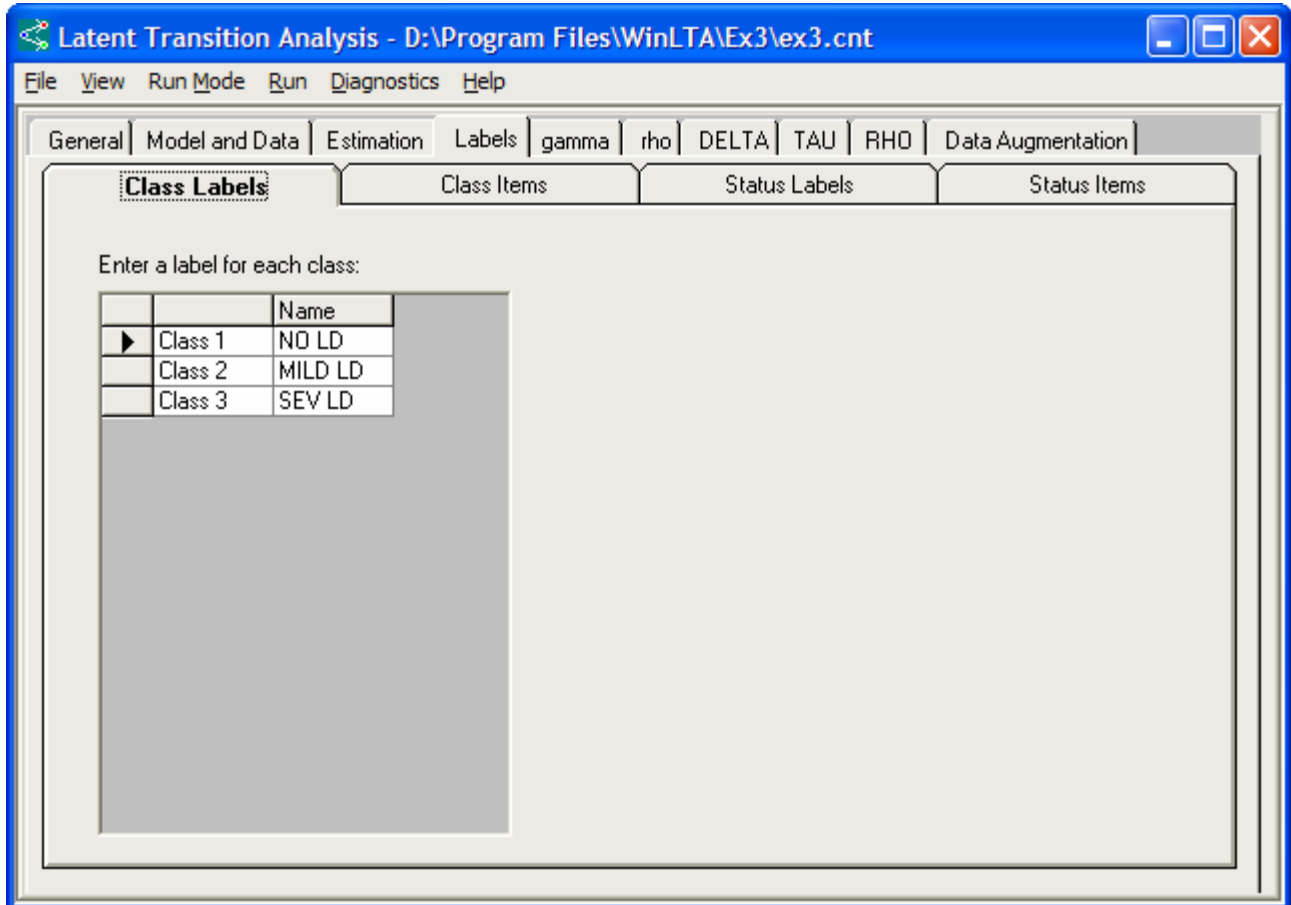 Latent Transition Analysis - D:\Program Files\WinLTA\Ex3\ex3.cnt
File View Run Mode Run Diagnostics Help
General Model and Data Estimation Labels gamma rho DELTA TAU RHO Data Augmentation
Class Labels Class Items Status Labels Status Items
Enter a label for each class:
Name
Class 1 NO LD
Class 2 MILD LD
Class 3 SEV LD